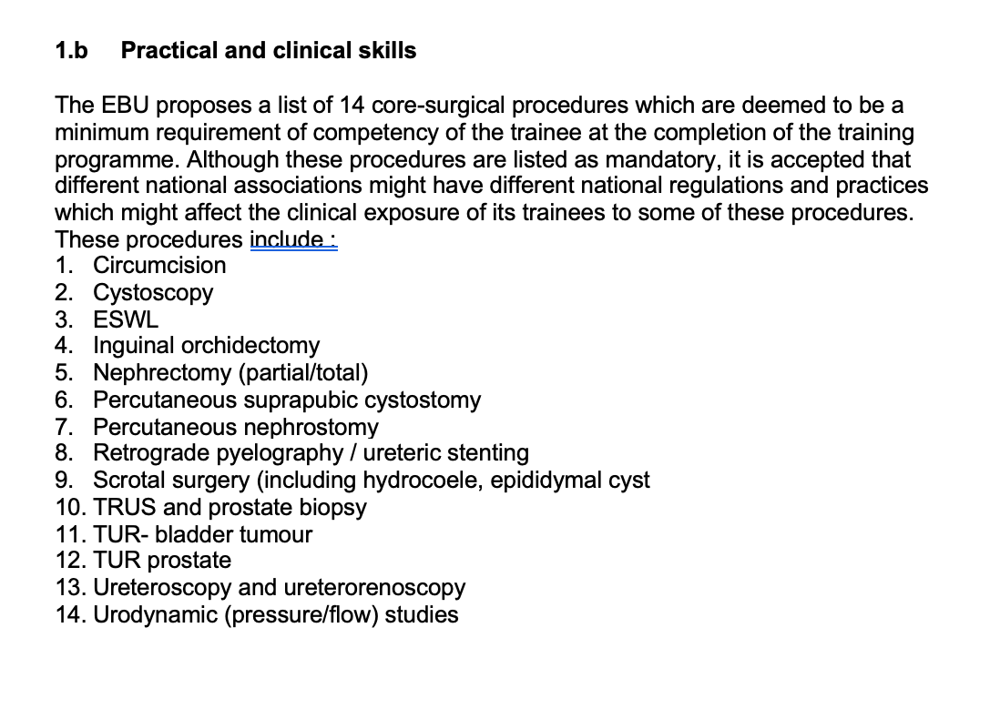 1.b Practical and clinical skills
The EBU proposes a list of 14 core-surgical procedures which are deemed to be a
minimum requirement of competency of the trainee at the completion of the training
programme. Although these procedures are listed as mandatory, it is accepted that
different national associations might have different national regulations and practices
which might affect the clinical exposure of its trainees to some of these procedures.
These procedures include :
1. Circumcision
2. Cystoscopy
3. ESWL
4. Inguinal orchidectomy
5. Nephrectomy (partial/total)
6. Percutaneous suprapubic cystostomy
7. Percutaneous nephrostomy
8. Retrograde pyelography / ureteric stenting
9. Scrotal surgery (including hydrocoele, epididymal cyst
10. TRUS and prostate biopsy
11. TUR- bladder tumour
12. TUR prostate
13. Ureteroscopy and ureterorenoscopy
14. Urodynamic (pressure/flow) studies